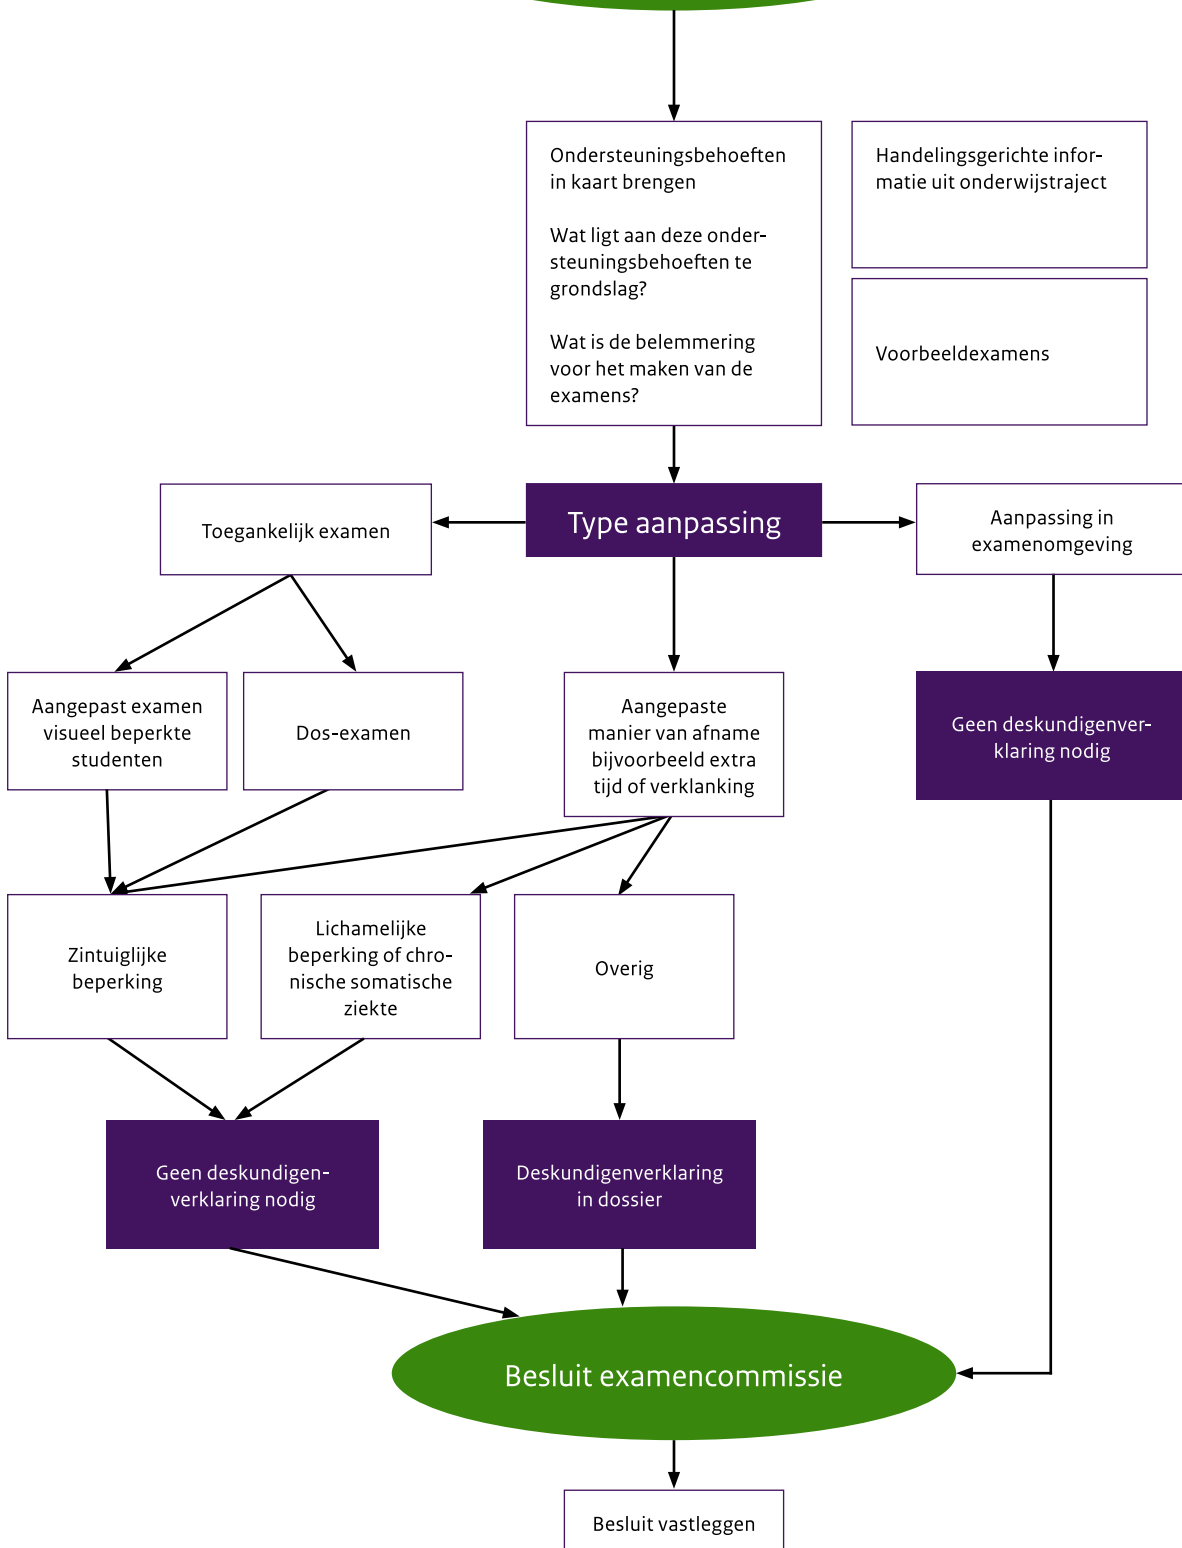 Ondersteuningsbehoeften
in kaart brengen
Wat ligt aan deze onder-
steuningsbehoeften te
grondslag?
Wat is de belemmering
voor het maken van de
examens?
Handelingsgerichte infor-
matie uit onderwijstraject
Voorbeeldexamens
Toegankelijk examen
Type aanpassing
Aanpassing in
examenomgeving
Aangepast examen
visueel beperkte
studenten
Dos-examen
Aangepaste
manier van afname
bijvoorbeeld extra
tijd of verklanking
Geen deskundigenver-
klaring nodig
Zintuiglijke
beperking
Lichamelijke
beperking of chro-
nische somatische
ziekte
Overig
Geen deskundigen-
verklaring nodig
Deskundigenverklaring
in dossier
Besluit examencommissie
Besluit vastleggen